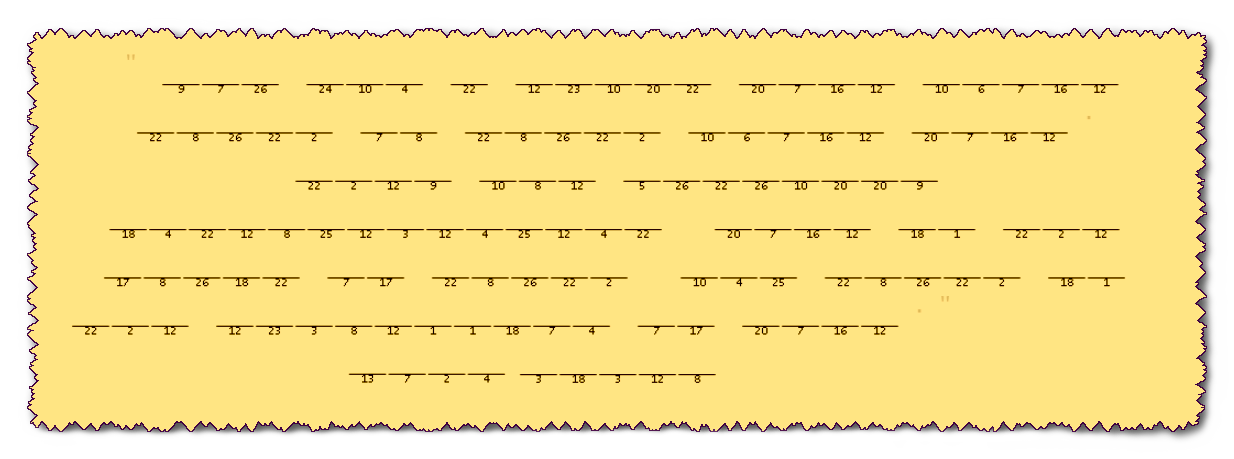 "
9 7 26 24 10 4 22 12 23 10 20 22 20 7 16 12 10 6 7 16 12
.
22 8 26 22 2 7 8 22 8 26 22 2 10 6 7 16 12 20 7 16 12
22 2 12 9 10 8 12 5 26 22 26 10 20 20 9
18 4 22 12 8 25 12 3 12 4 25 12 4 22 20 7 16 12 18 1 22 2 12
17 8 26 18 22 7 17 22 8 26 22 2 10 4 25 22 8 26 22 2 18 1
. "
22 2 12 12 23 3 8 12 1 1 18 7 4 7 17 20 7 16 12
13 7 2 4 3 18 3 12 8